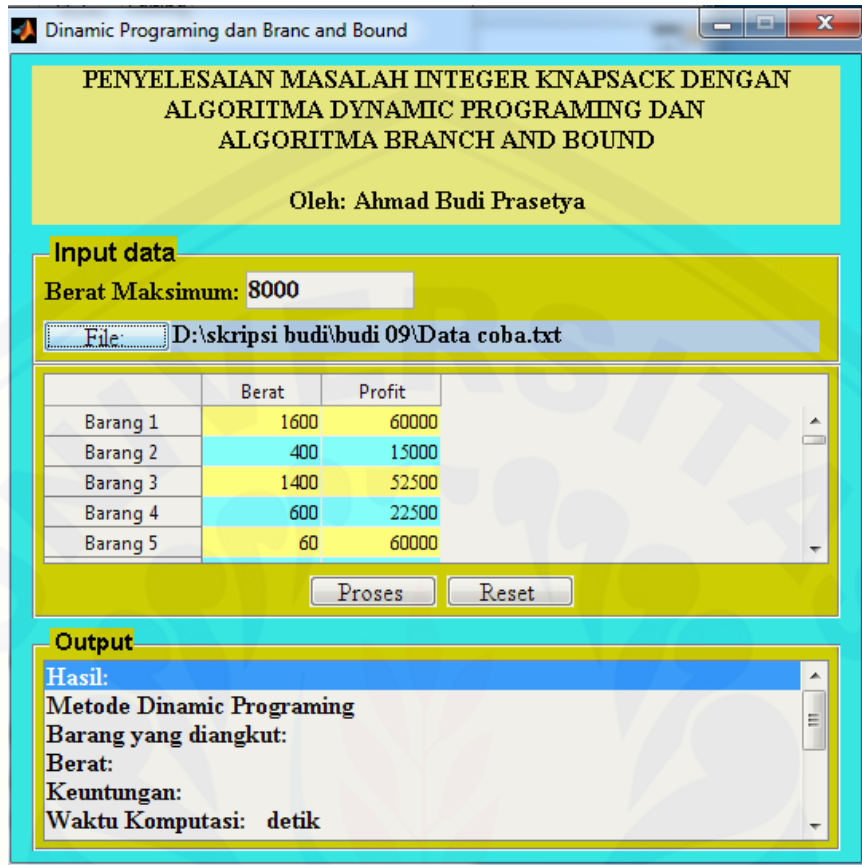 Dinamic Programing dan Branc and Bound
PENYELESAIAN MASALAH INTEGER KNAPSACK DENGAN
ALGORITMA DYNAMIC PROGRAMING DAN
ALGORITMA BRANCH AND BOUND
Oleh: Ahmad Budi Prasetya
Input data
Berat Maksimum: 8000
File: D:\skripsi budi\budi 09\Data coba.txt
Berat Profit
Barang 1 1600 60000
Barang 2 400 15000
Barang 3 1400 52500
Barang 4 600 22500
Barang 5 60 60000
Proses Reset
Output
Hasil:
Metode Dinamic Programing
Barang yang diangkut:
Berat:
Keuntungan:
Waktu Komputasi: detik